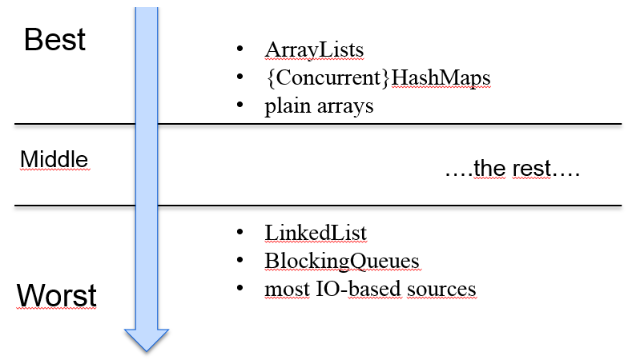 Best
• ArrayLists
• {Concurrent}HashMaps
• plain arrays
Middle
....the rest....
• LinkedList
• BlockingQueues
• most IO-based sources
Worst